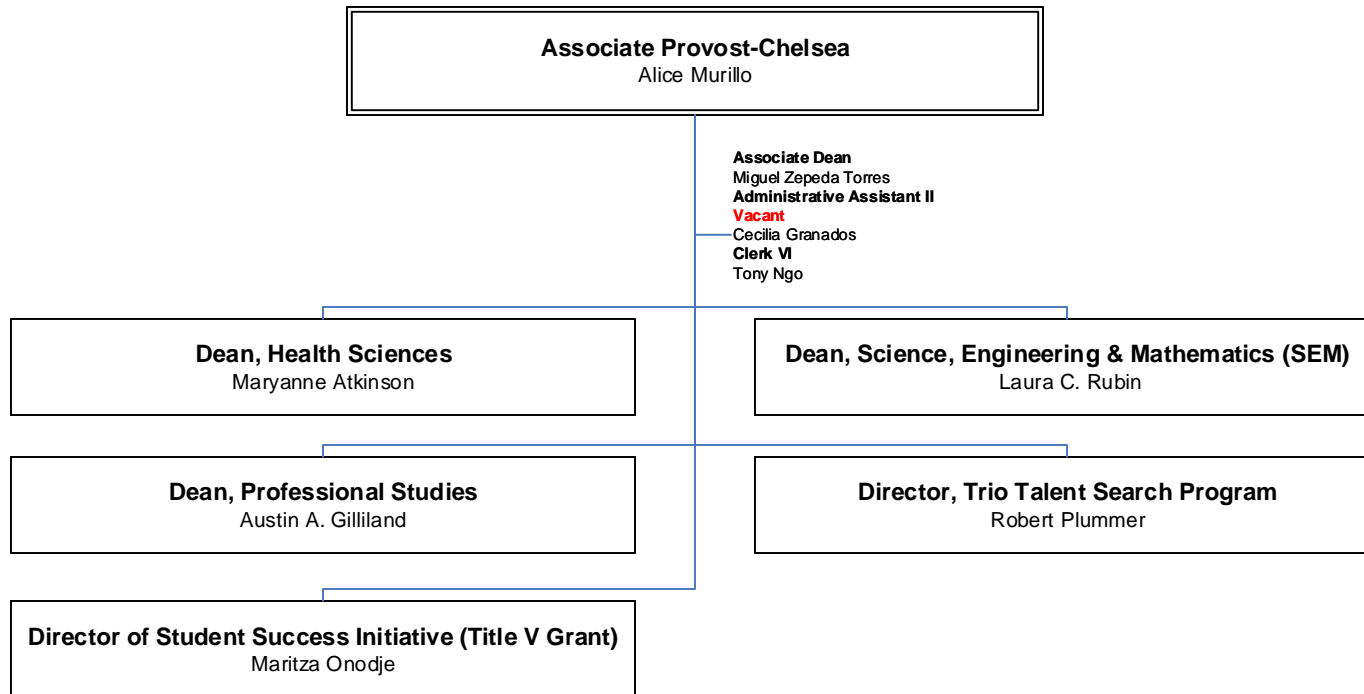 Associate Provost-Chelsea
Alice Murillo
Associate Dean
Miguel Zepeda Torres
Administrative Assistant II
Vacant
Cecilia Granados
Clerk VI
Tony Ngo
Dean, Health Sciences
Maryanne Atkinson
Dean, Science, Engineering & Mathematics (SEM)
Laura C. Rubin
Dean, Professional Studies
Austin A. Gilliland
Director, Trio Talent Search Program
Robert Plummer
Director of Student Success Initiative (Title V Grant)
Maritza Onodje